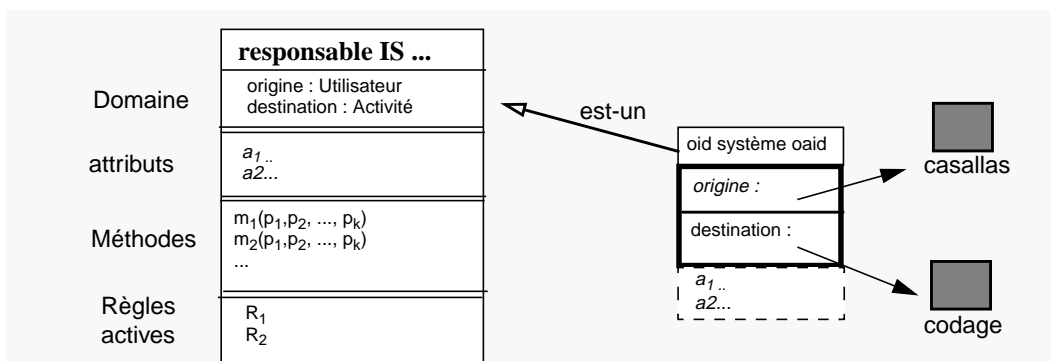 responsable IS ...
Domaine
origine : Utilisateur
destination : Activité
attributs
a1 ..
a2...
Méthodes
m1(p1,p2, ..., pk)
m2(p1,p2, ..., pk)
...
Règles
actives
R1
R2
est-un
oid système oaid
origine :
destination :
a1 ..
a2...
casallas
codage